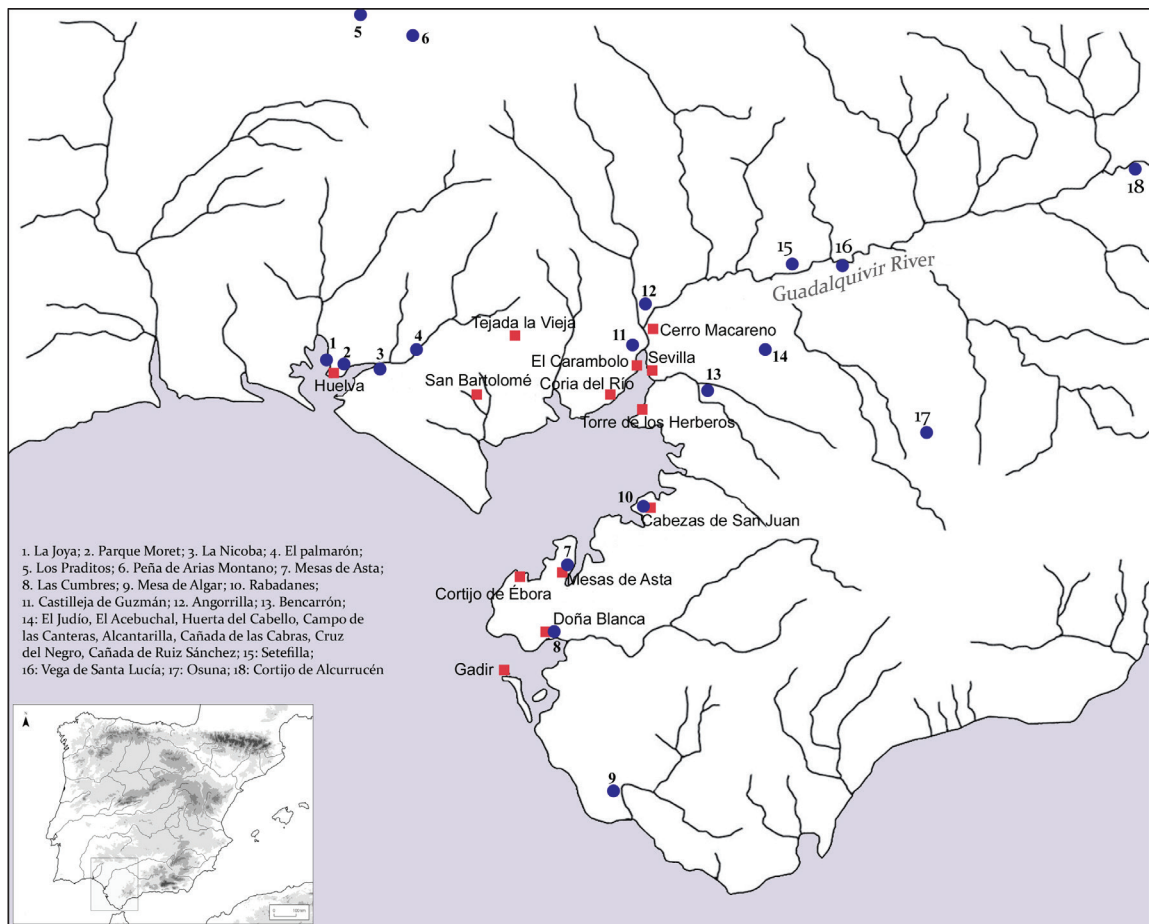 5
6
18
15
16
Guadalquivir River
12
Tejada la Vieja
Cerro Macareno
1
2
3
4
11
14
El Carambolo
Sevilla
Huelva
San Bartolomé
Coria del Río
13
Torre de los Herberos
17
10
Cabezas de San Juan
1. La Joya; 2. Parque Moret; 3. La Nicoba; 4. El palmarón;
5. Los Praditos; 6. Peña de Arias Montano; 7. Mesas de Asta;
8. Las Cumbres; 9. Mesa de Algar; 10. Rabadanes;
11. Castilleja de Guzmán; 12. Angorrilla; 13. Bencarrón;
14: El Judío, El Acebuchal, Huerta del Cabello, Campo de
las Canteras, Alcantarilla, Cañada de las Cabras, Cruz
del Negro, Cañada de Ruiz Sánchez; 15: Setefilla;
16: Vega de Santa Lucía; 17: Osuna; 18: Cortijo de Alcurrucén
7
Mesas de Asta
Cortijo de Ébora
Doña Blanca
8
Gadir
9
N
0 100 km